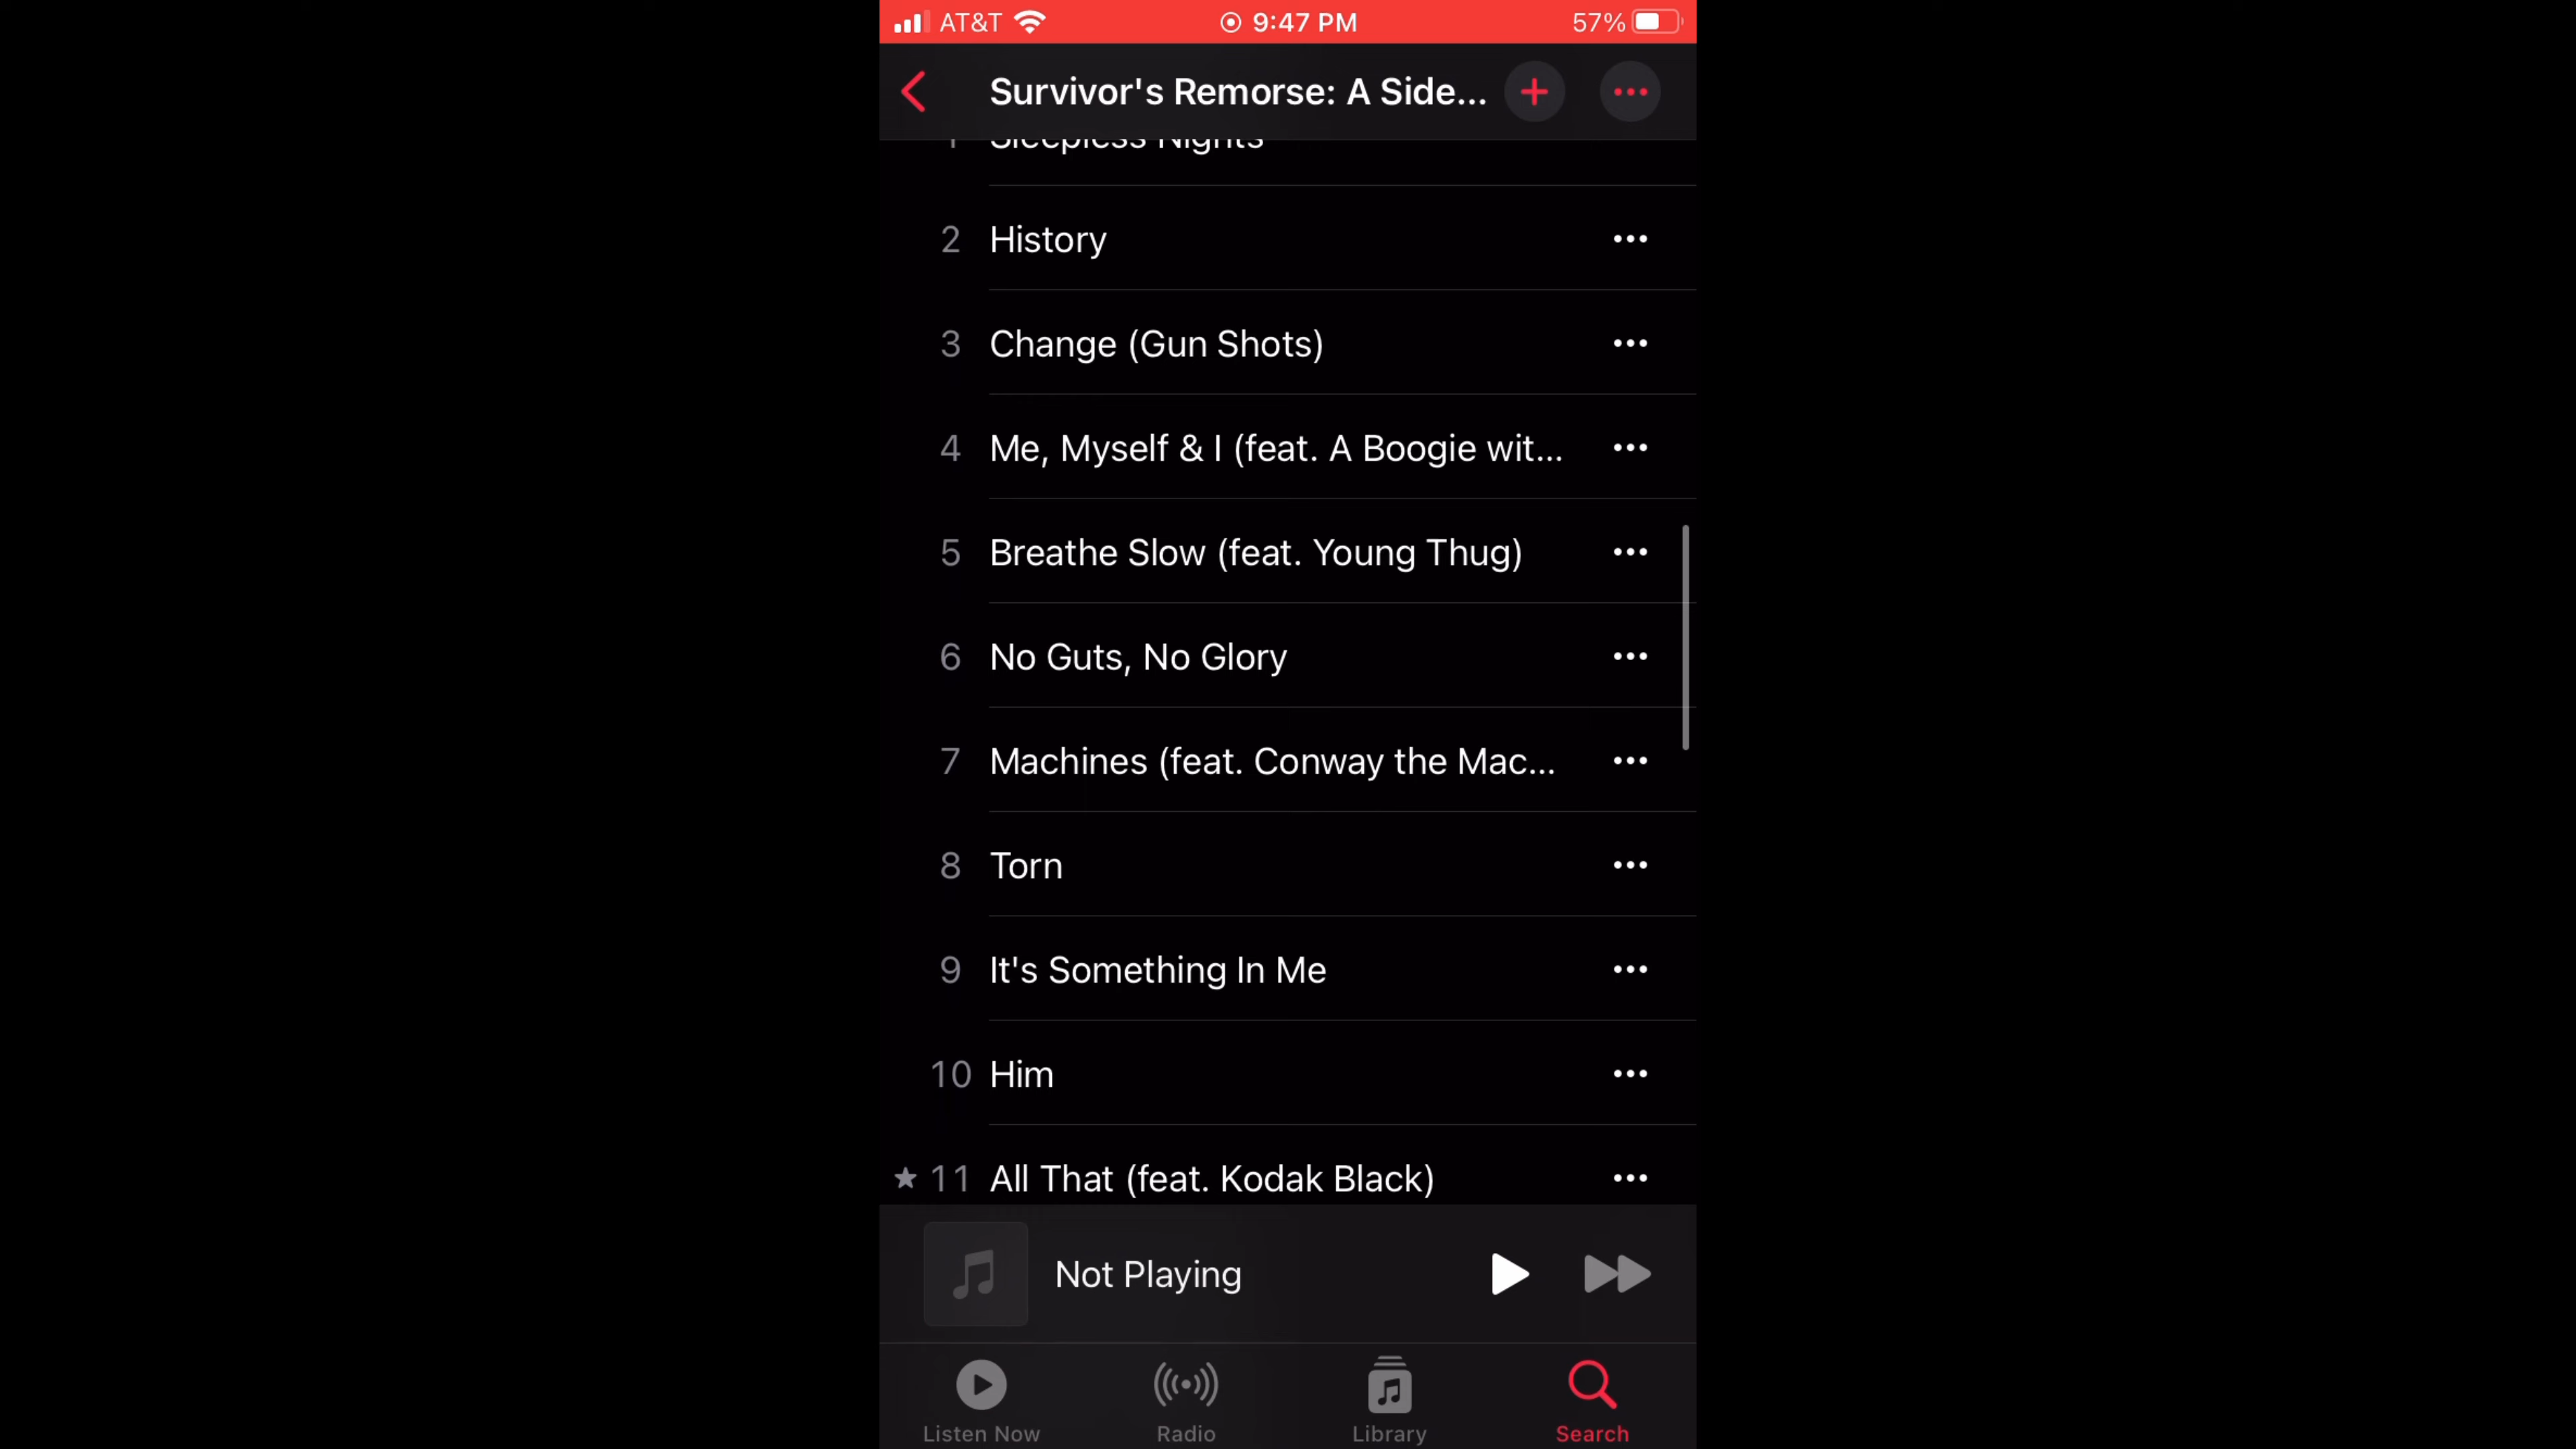 AT&T 9:47 PM 57%
Survivor's Remorse: A Side...
1 Sleepless Nights
2 History
3 Change (Gun Shots)
4 Me, Myself & I (feat. A Boogie wit...
5 Breathe Slow (feat. Young Thug)
6 No Guts, No Glory
7 Machines (feat. Conway the Mac...
8 Torn
9 It's Something In Me
10 Him
11 All That (feat. Kodak Black)
Not Playing
Listen Now Radio Library Search